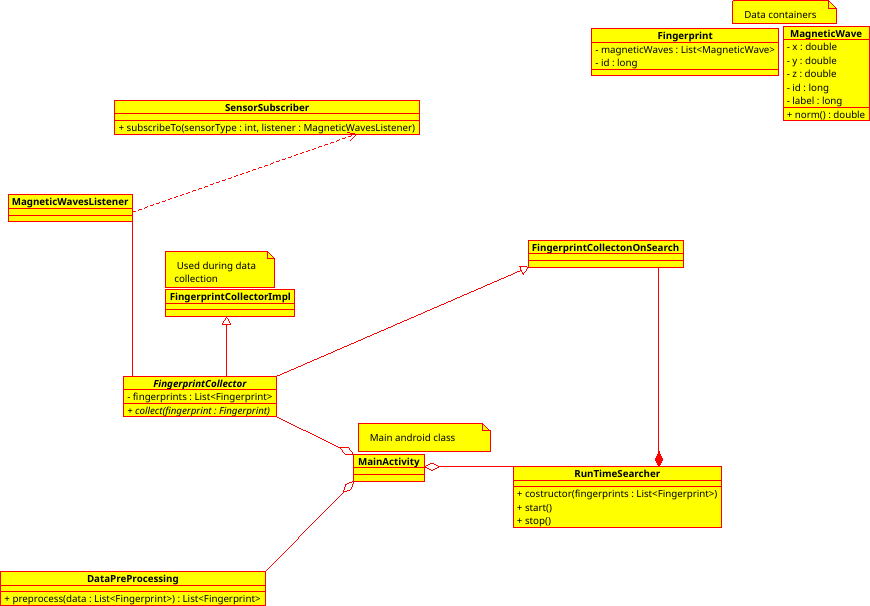 Data containers
Fingerprint
- magneticWaves : List<MagneticWave>
- id : long
MagneticWave
- x : double
- y : double
- z : double
- id : long
- label : long
+ norm() : double
SensorSubscriber
+ subscribeTo(sensorType : int, listener : MagneticWavesListener)
MagneticWavesListener
FingerprintCollectonOnSearch
Used during data
collection
FingerprintCollectorImpl
FingerprintCollector
- fingerprints : List<Fingerprint>
+ collect(fingerprint : Fingerprint)
Main android class
MainActivity
RunTimeSearcher
+ costructor(fingerprints : List<Fingerprint>)
+ start()
+ stop()
DataPreProcessing
+ preprocess(data : List<Fingerprint>) : List<Fingerprint>